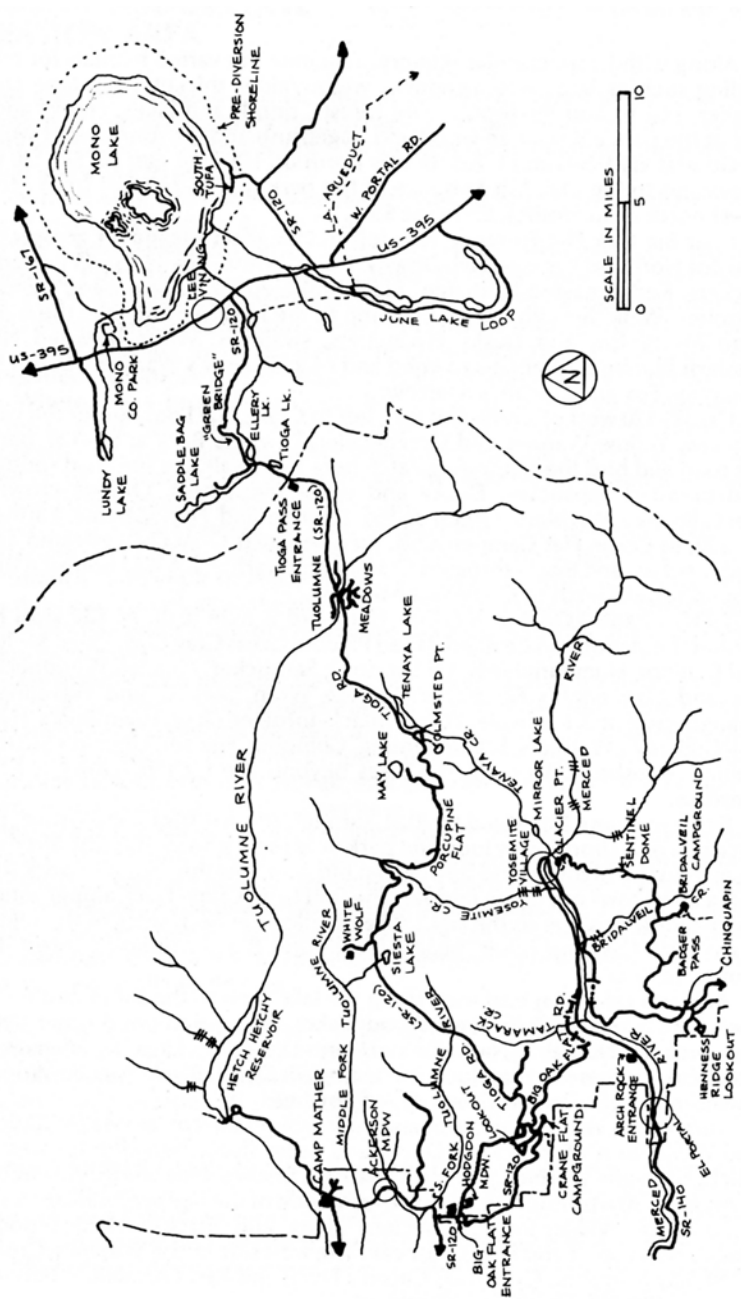 LUNDY
LAKE
MONO
CO. PARK
US-395
SR-167
MONO
LAKE
PRE-DIVERSION
SHORELINE
SADDLEBAG
LAKE
"GREEN
BRIDGE"
ELLERY
LK.
TIOGA LK.
SR-120
LEE
VINING
SOUTH
TUFA
SR-120
LA-AQUEDUCT
W. PORTAL RD.
US-395
JUNE LAKE LOOP
TIOGA PASS
ENTRANCE
TUOLUMNE (SR-120)
MEADOWS
TUOLUMNE RIVER
HETCH HETCHY
RESERVOIR
CAMP MATHER
MIDDLE FORK TUOLUMNE RIVER
ACKERSON
MDW.
WHITE
WOLF
SIESTA
LAKE
MAY LAKE
TIOGA RD.
TENAYA LAKE
OLMSTED PT.
PORCUPINE
FLAT
TENAYA CR.
YOSEMITE CR.
S. FORK TUOLUMNE RIVER
TIOGA RD (SR-120)
HODGDON
MDW.
LOOKOUT
SR-120
BIG
OAK FLAT
ENTRANCE
SR-120
CRANE FLAT
CAMPGROUND
BIG OAK FLAT RD.
TAMARACK
CR.
YOSEMITE
VILLAGE
MIRROR LAKE
GLACIER PT.
MERCED
RIVER
SENTINEL
DOME
BRIDALVEIL
CR.
BRIDALVEIL
CAMPGROUND
BADGER
PASS
CHINQUAPIN
ARCH ROCK
ENTRANCE
HENNESS
RIDGE
LOOKOUT
EL PORTAL
MERCED
RIVER
SR-140
N
0 5 10
SCALE IN MILES